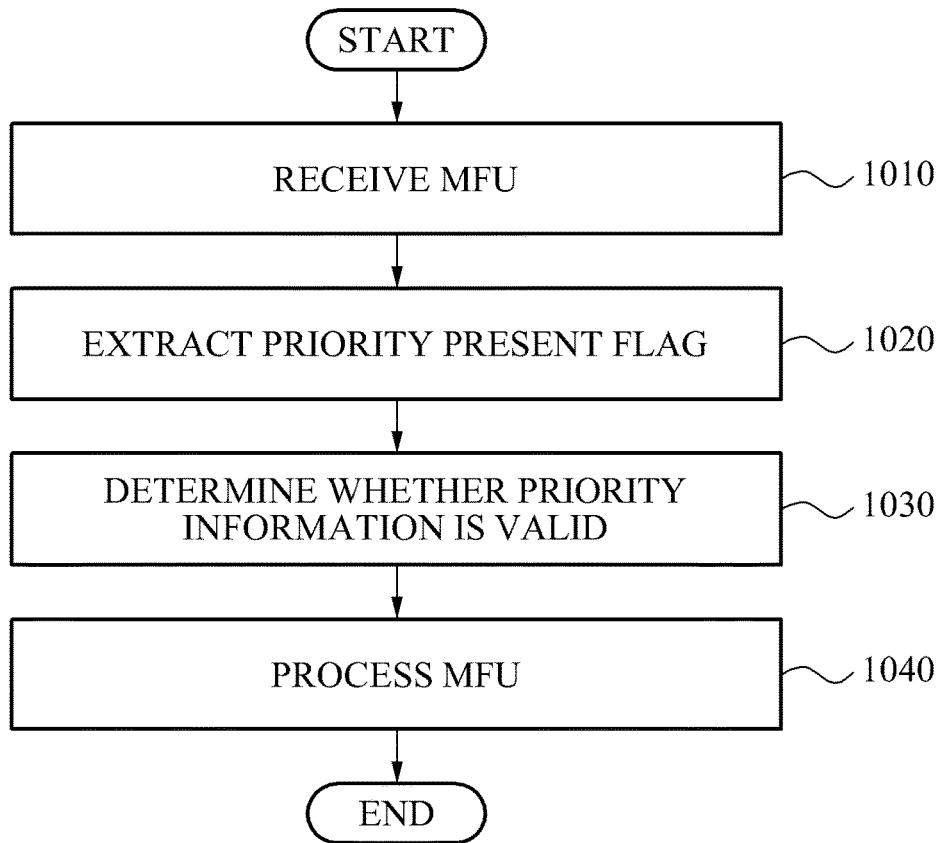 START
RECEIVE MFU
1010
EXTRACT PRIORITY PRESENT FLAG
1020
DETERMINE WHETHER PRIORITY
INFORMATION IS VALID
1030
PROCESS MFU
1040
END